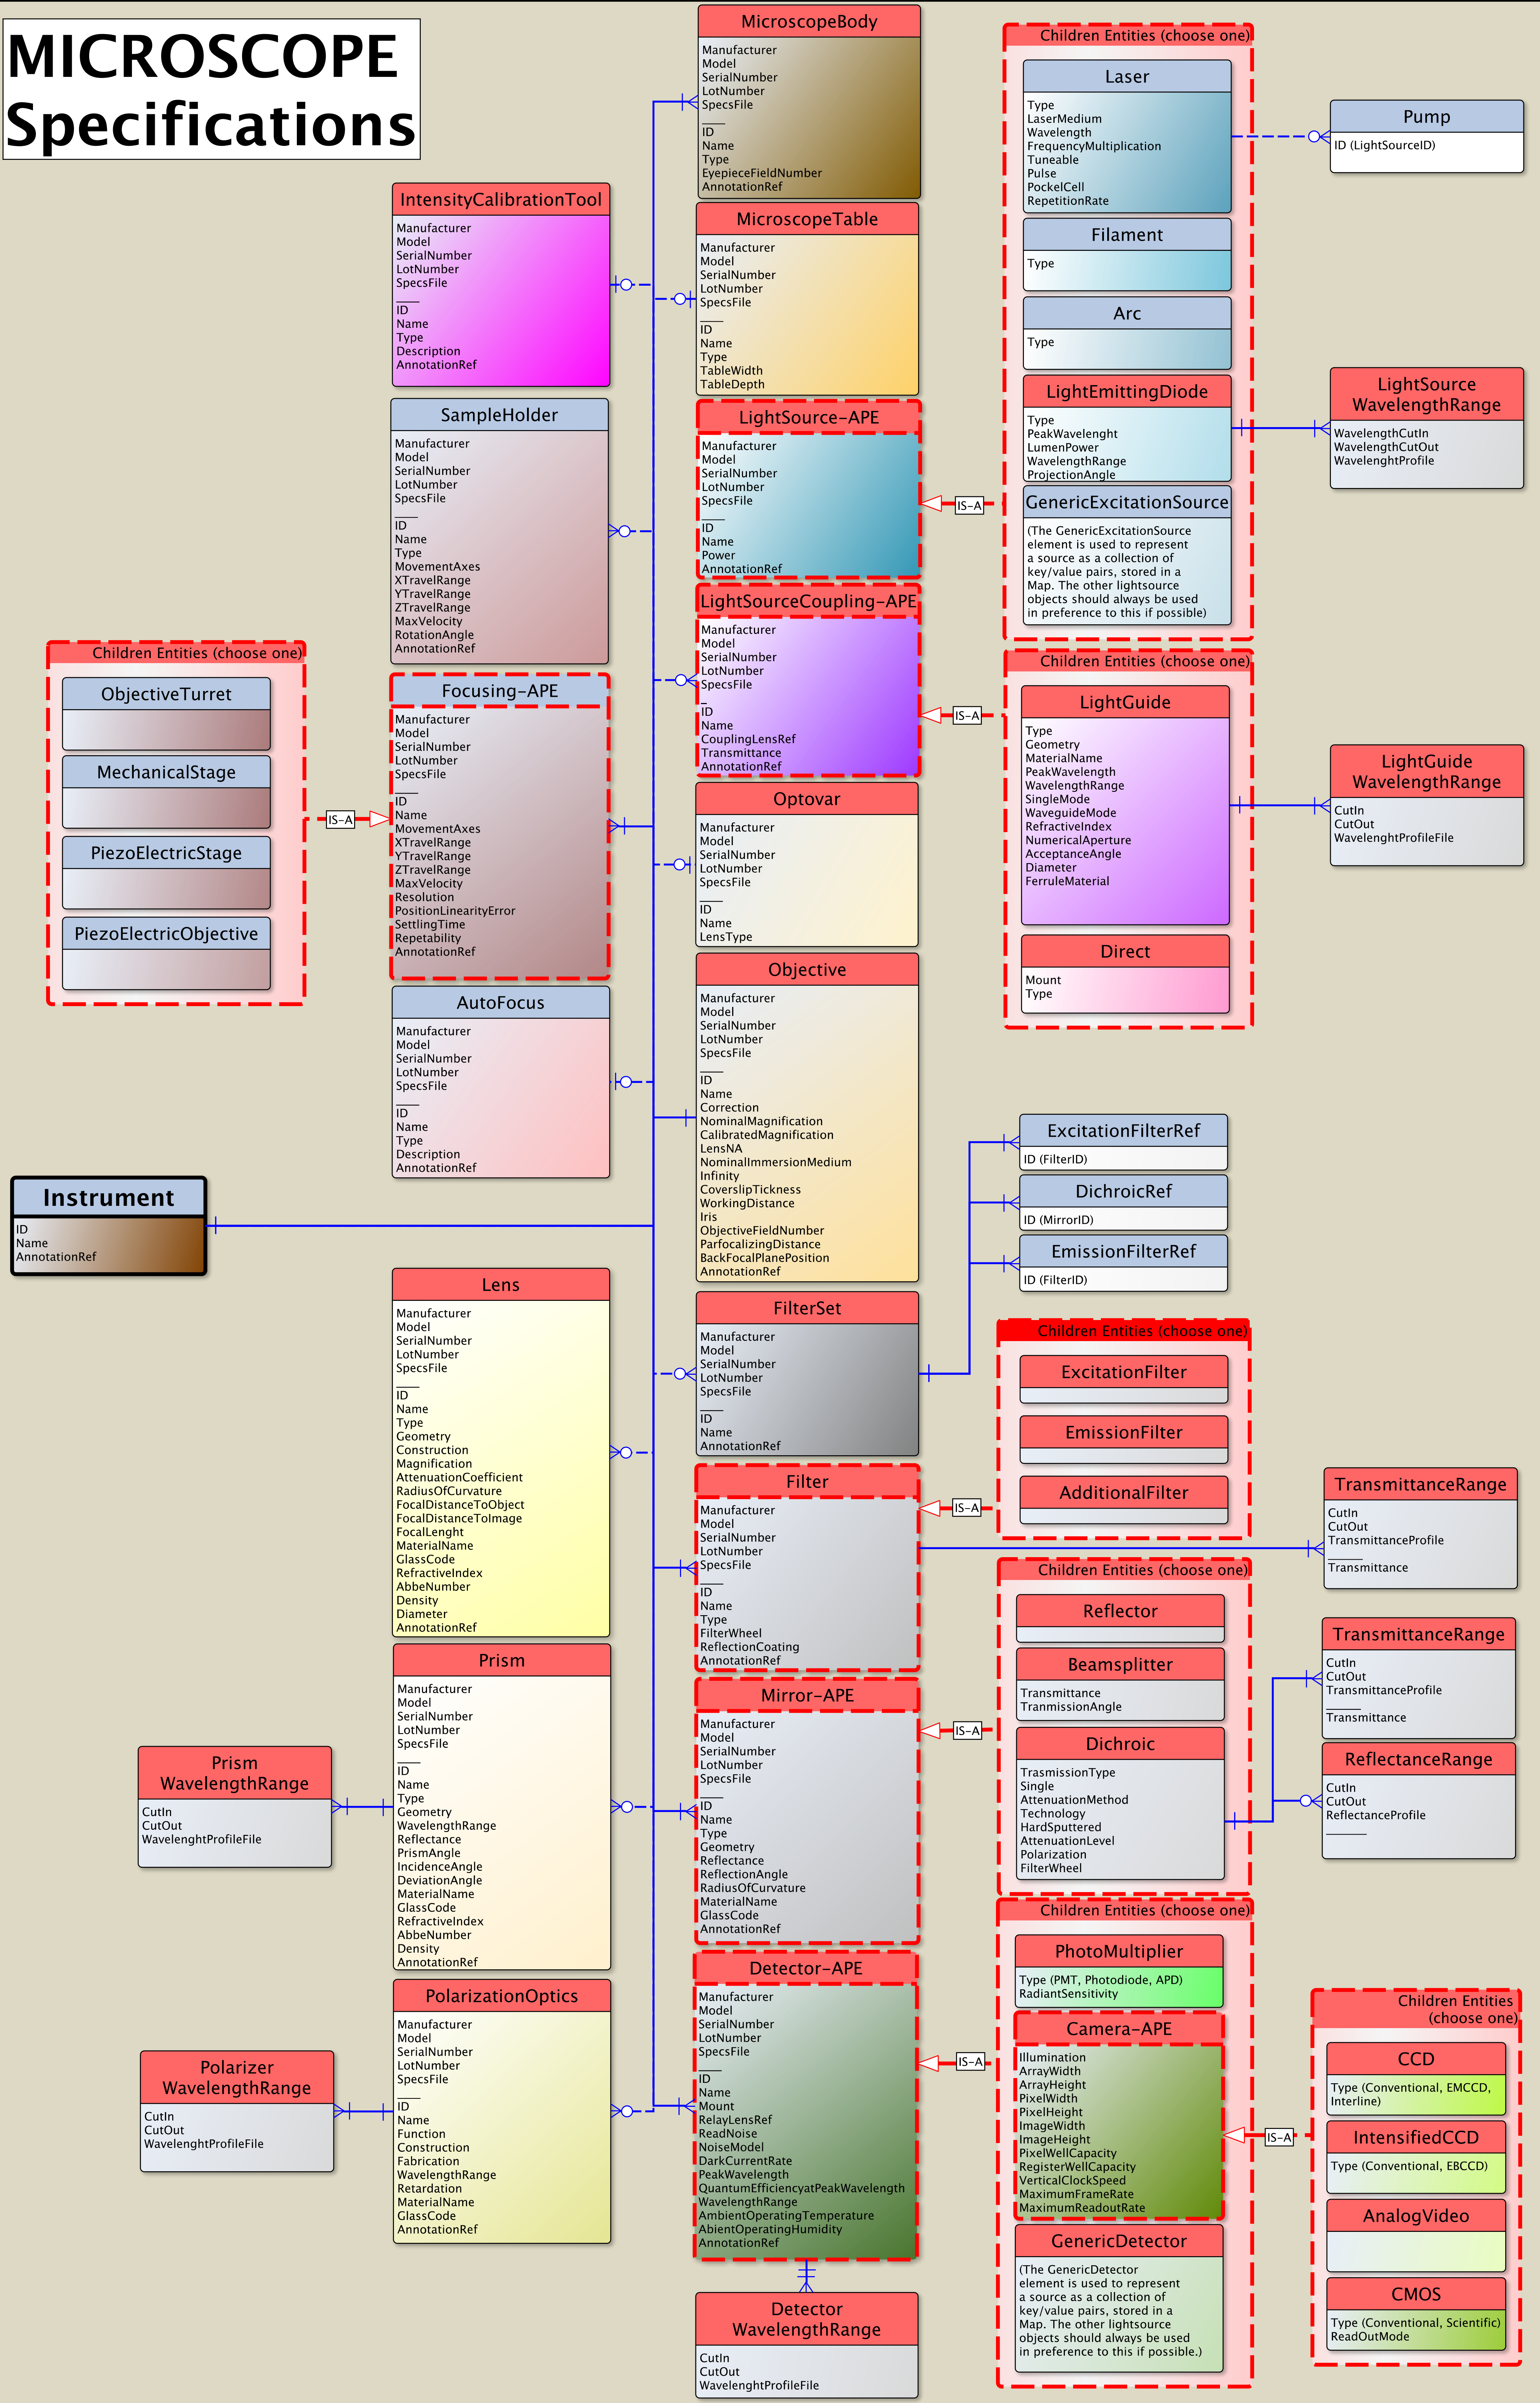 MICROSCOPE
Specifications
MicroscopeBody
Manufacturer
Model
SerialNumber
LotNumber
SpecsFile
____
ID
Name
Type
EyepieceFieldNumber
AnnotationRef
IntensityCalibrationTool
Manufacturer
Model
SerialNumber
LotNumber
SpecsFile
____
ID
Name
Type
Description
AnnotationRef
MicroscopeTable
Manufacturer
Model
SerialNumber
LotNumber
SpecsFile
____
ID
Name
Type
TableWidth
TableDepth
Children Entities (choose one)
Laser
Type
LaserMedium
Wavelength
FrequencyMultiplication
Tuneable
Pulse
PockelCell
RepetitionRate
Pump
ID (LightSourceID)
Filament
Type
Arc
Type
LightEmittingDiode
Type
PeakWavelenght
LumenPower
WavelengthRange
ProjectionAngle
LightSource
WavelengthRange
WavelengthCutIn
WavelengthCutOut
WavelenghtProfile
GenericExcitationSource
(The GenericExcitationSource
element is used to represent
a source as a collection of
key/value pairs, stored in a
Map. The other lightsource
objects should always be used
in preference to this if possible)
IS-A
LightSource-APE
Manufacturer
Model
SerialNumber
LotNumber
SpecsFile
____
ID
Name
Power
AnnotationRef
SampleHolder
Manufacturer
Model
SerialNumber
LotNumber
SpecsFile
____
ID
Name
Type
MovementAxes
XTravelRange
YTravelRange
ZTravelRange
MaxVelocity
RotationAngle
AnnotationRef
LightSourceCoupling-APE
Manufacturer
Model
SerialNumber
LotNumber
SpecsFile
_
ID
Name
CouplingLensRef
Transmittance
AnnotationRef
IS-A
Children Entities (choose one)
LightGuide
Type
Geometry
MaterialName
PeakWavelength
WavelengthRange
SingleMode
WaveguideMode
RefractiveIndex
NumericalAperture
AcceptanceAngle
Diameter
FerruleMaterial
LightGuide
WavelengthRange
CutIn
CutOut
WavelenghtProfileFile
Direct
Mount
Type
Children Entities (choose one)
ObjectiveTurret
MechanicalStage
PiezoElectricStage
PiezoElectricObjective
IS-A
Focusing-APE
Manufacturer
Model
SerialNumber
LotNumber
SpecsFile
____
ID
Name
MovementAxes
XTravelRange
YTravelRange
ZTravelRange
MaxVelocity
Resolution
PositionLinearityError
SettlingTime
Repetability
AnnotationRef
Optovar
Manufacturer
Model
SerialNumber
LotNumber
SpecsFile
____
ID
Name
LensType
AutoFocus
Manufacturer
Model
SerialNumber
LotNumber
SpecsFile
____
ID
Name
Type
Description
AnnotationRef
Objective
Manufacturer
Model
SerialNumber
LotNumber
SpecsFile
____
ID
Name
Correction
NominalMagnification
CalibratedMagnification
LensNA
NominalImmersionMedium
Infinity
CoverslipTickness
WorkingDistance
Iris
ObjectiveFieldNumber
ParfocalizingDistance
BackFocalPlanePosition
AnnotationRef
Instrument
ID
Name
AnnotationRef
ExcitationFilterRef
ID (FilterID)
DichroicRef
ID (MirrorID)
EmissionFilterRef
ID (FilterID)
Lens
Manufacturer
Model
SerialNumber
LotNumber
SpecsFile
____
ID
Name
Type
Geometry
Construction
Magnification
AttenuationCoefficient
RadiusOfCurvature
FocalDistanceToObject
FocalDistanceToImage
FocalLenght
MaterialName
GlassCode
RefractiveIndex
AbbeNumber
Density
Diameter
AnnotationRef
FilterSet
Manufacturer
Model
SerialNumber
LotNumber
SpecsFile
____
ID
Name
AnnotationRef
Children Entities (choose one)
ExcitationFilter
EmissionFilter
AdditionalFilter
IS-A
Filter
Manufacturer
Model
SerialNumber
LotNumber
SpecsFile
____
ID
Name
Type
FilterWheel
ReflectionCoating
AnnotationRef
TransmittanceRange
CutIn
CutOut
TransmittanceProfile
______
Transmittance
Children Entities (choose one)
Reflector
Beamsplitter
Transmittance
TranmissionAngle
Dichroic
TrasmissionType
Single
AttenuationMethod
Technology
HardSputtered
AttenuationLevel
Polarization
FilterWheel
TransmittanceRange
CutIn
CutOut
TransmittanceProfile
______
Transmittance
ReflectanceRange
CutIn
CutOut
ReflectanceProfile
_______
IS-A
Mirror-APE
Manufacturer
Model
SerialNumber
LotNumber
SpecsFile
____
ID
Name
Type
Geometry
Reflectance
ReflectionAngle
RadiusOfCurvature
MaterialName
GlassCode
AnnotationRef
Prism
Manufacturer
Model
SerialNumber
LotNumber
SpecsFile
____
ID
Name
Type
Geometry
WavelengthRange
Reflectance
PrismAngle
IncidenceAngle
DeviationAngle
MaterialName
GlassCode
RefractiveIndex
AbbeNumber
Density
AnnotationRef
Prism
WavelengthRange
CutIn
CutOut
WavelenghtProfileFile
PolarizationOptics
Manufacturer
Model
SerialNumber
LotNumber
SpecsFile
____
ID
Name
Function
Construction
Fabrication
WavelengthRange
Retardation
MaterialName
GlassCode
AnnotationRef
Polarizer
WavelengthRange
CutIn
CutOut
WavelenghtProfileFile
Detector-APE
Manufacturer
Model
SerialNumber
LotNumber
SpecsFile
____
ID
Name
Mount
RelayLensRef
ReadNoise
NoiseModel
DarkCurrentRate
PeakWavelength
QuantumEfficiencyatPeakWavelength
WavelengthRange
AmbientOperatingTemperature
AbientOperatingHumidity
AnnotationRef
Detector
WavelengthRange
CutIn
CutOut
WavelenghtProfileFile
IS-A
Children Entities (choose one)
PhotoMultiplier
Type (PMT, Photodiode, APD)
RadiantSensitivity
Camera-APE
Illumination
ArrayWidth
ArrayHeight
PixelWidth
PixelHeight
ImageWidth
ImageHeight
PixelWellCapacity
RegisterWellCapacity
VerticalClockSpeed
MaximumFrameRate
MaximumReadoutRate
GenericDetector
(The GenericDetector
element is used to represent
a source as a collection of
key/value pairs, stored in a
Map. The other lightsource
objects should always be used
in preference to this if possible.)
IS-A
Children Entities
(choose one)
CCD
Type (Conventional, EMCCD,
Interline)
IntensifiedCCD
Type (Conventional, EBCCD)
AnalogVideo
CMOS
Type (Conventional, Scientific)
ReadOutMode